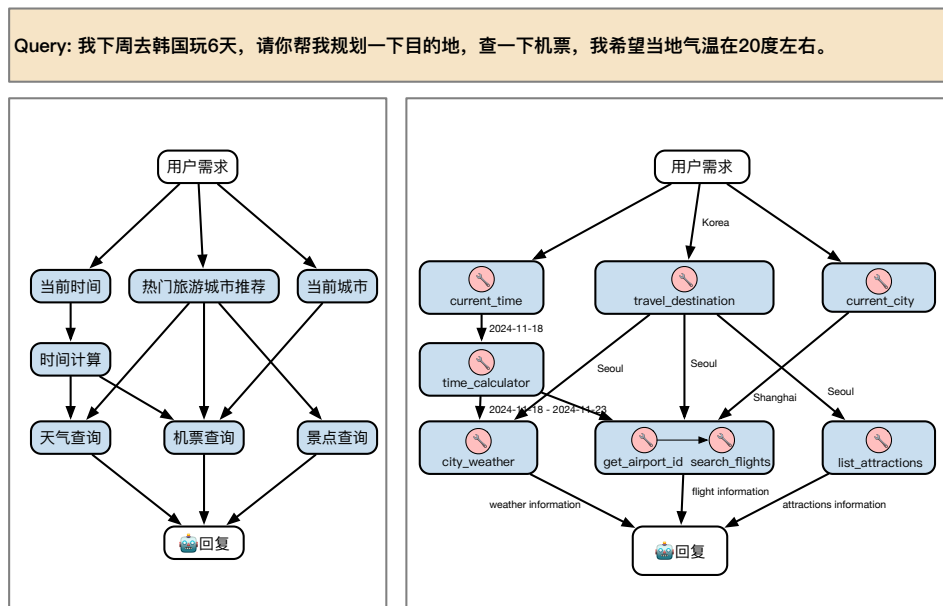 Query: 我下周去韩国玩6天，请你帮我规划一下目的地，查一下机票，我希望当地气温在20度左右。
用户需求
当前时间
热门旅游城市推荐
当前城市
时间计算
天气查询
机票查询
景点查询
回复
用户需求
Korea
current_time
travel_destination
current_city
2024-11-18
time_calculator
Seoul
Seoul
Shanghai
Seoul
2024-11-18 - 2024-11-23
city_weather
get_airport_id
search_flights
list_attractions
weather information
flight information
attractions information
回复